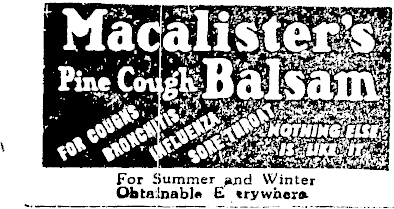 Macalister's
Pine Cough Balsam
FOR COUGHS
BRONCHITIS
INFLUENZA
SORE THROAT
NOTHING ELSE
IS LIKE IT
For Summer and Winter
Obtainable E erywhere